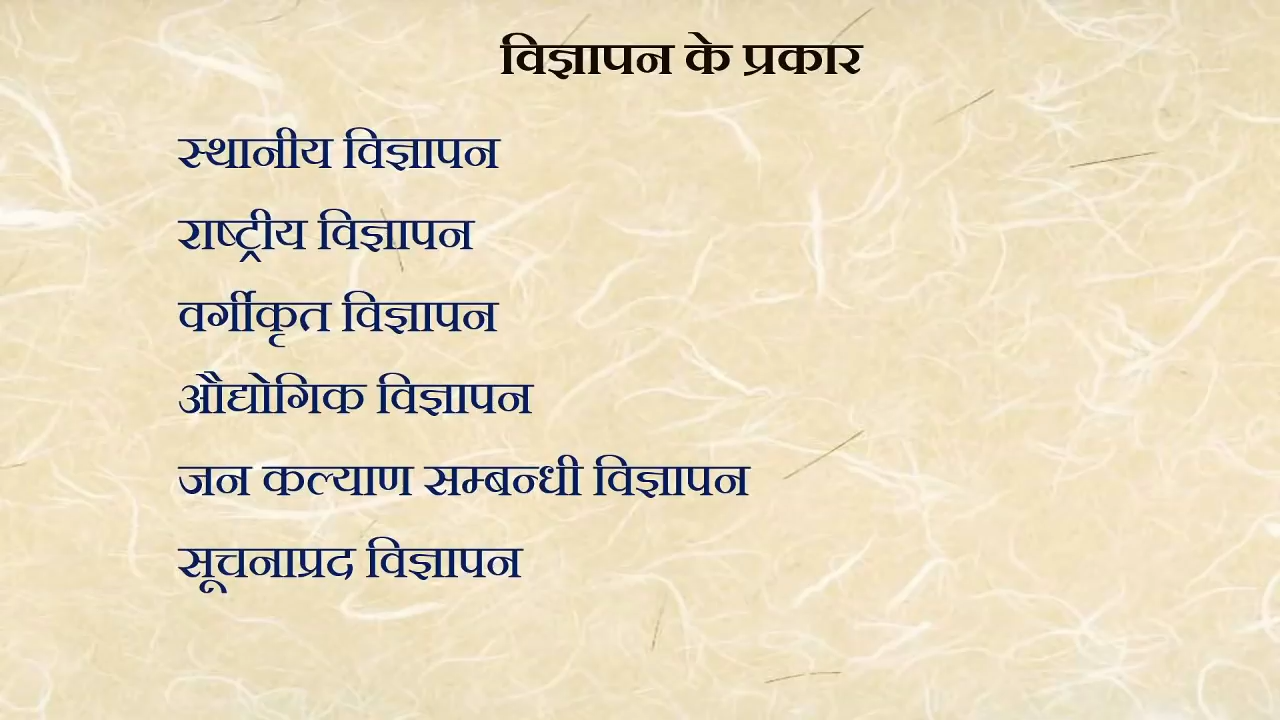 विज्ञापन के प्रकार
स्थानीय विज्ञापन
राष्ट्रीय विज्ञापन
वर्गीकृत विज्ञापन
औद्योगिक विज्ञापन
जन कल्याण सम्बन्धी विज्ञापन
सूचनाप्रद विज्ञापन